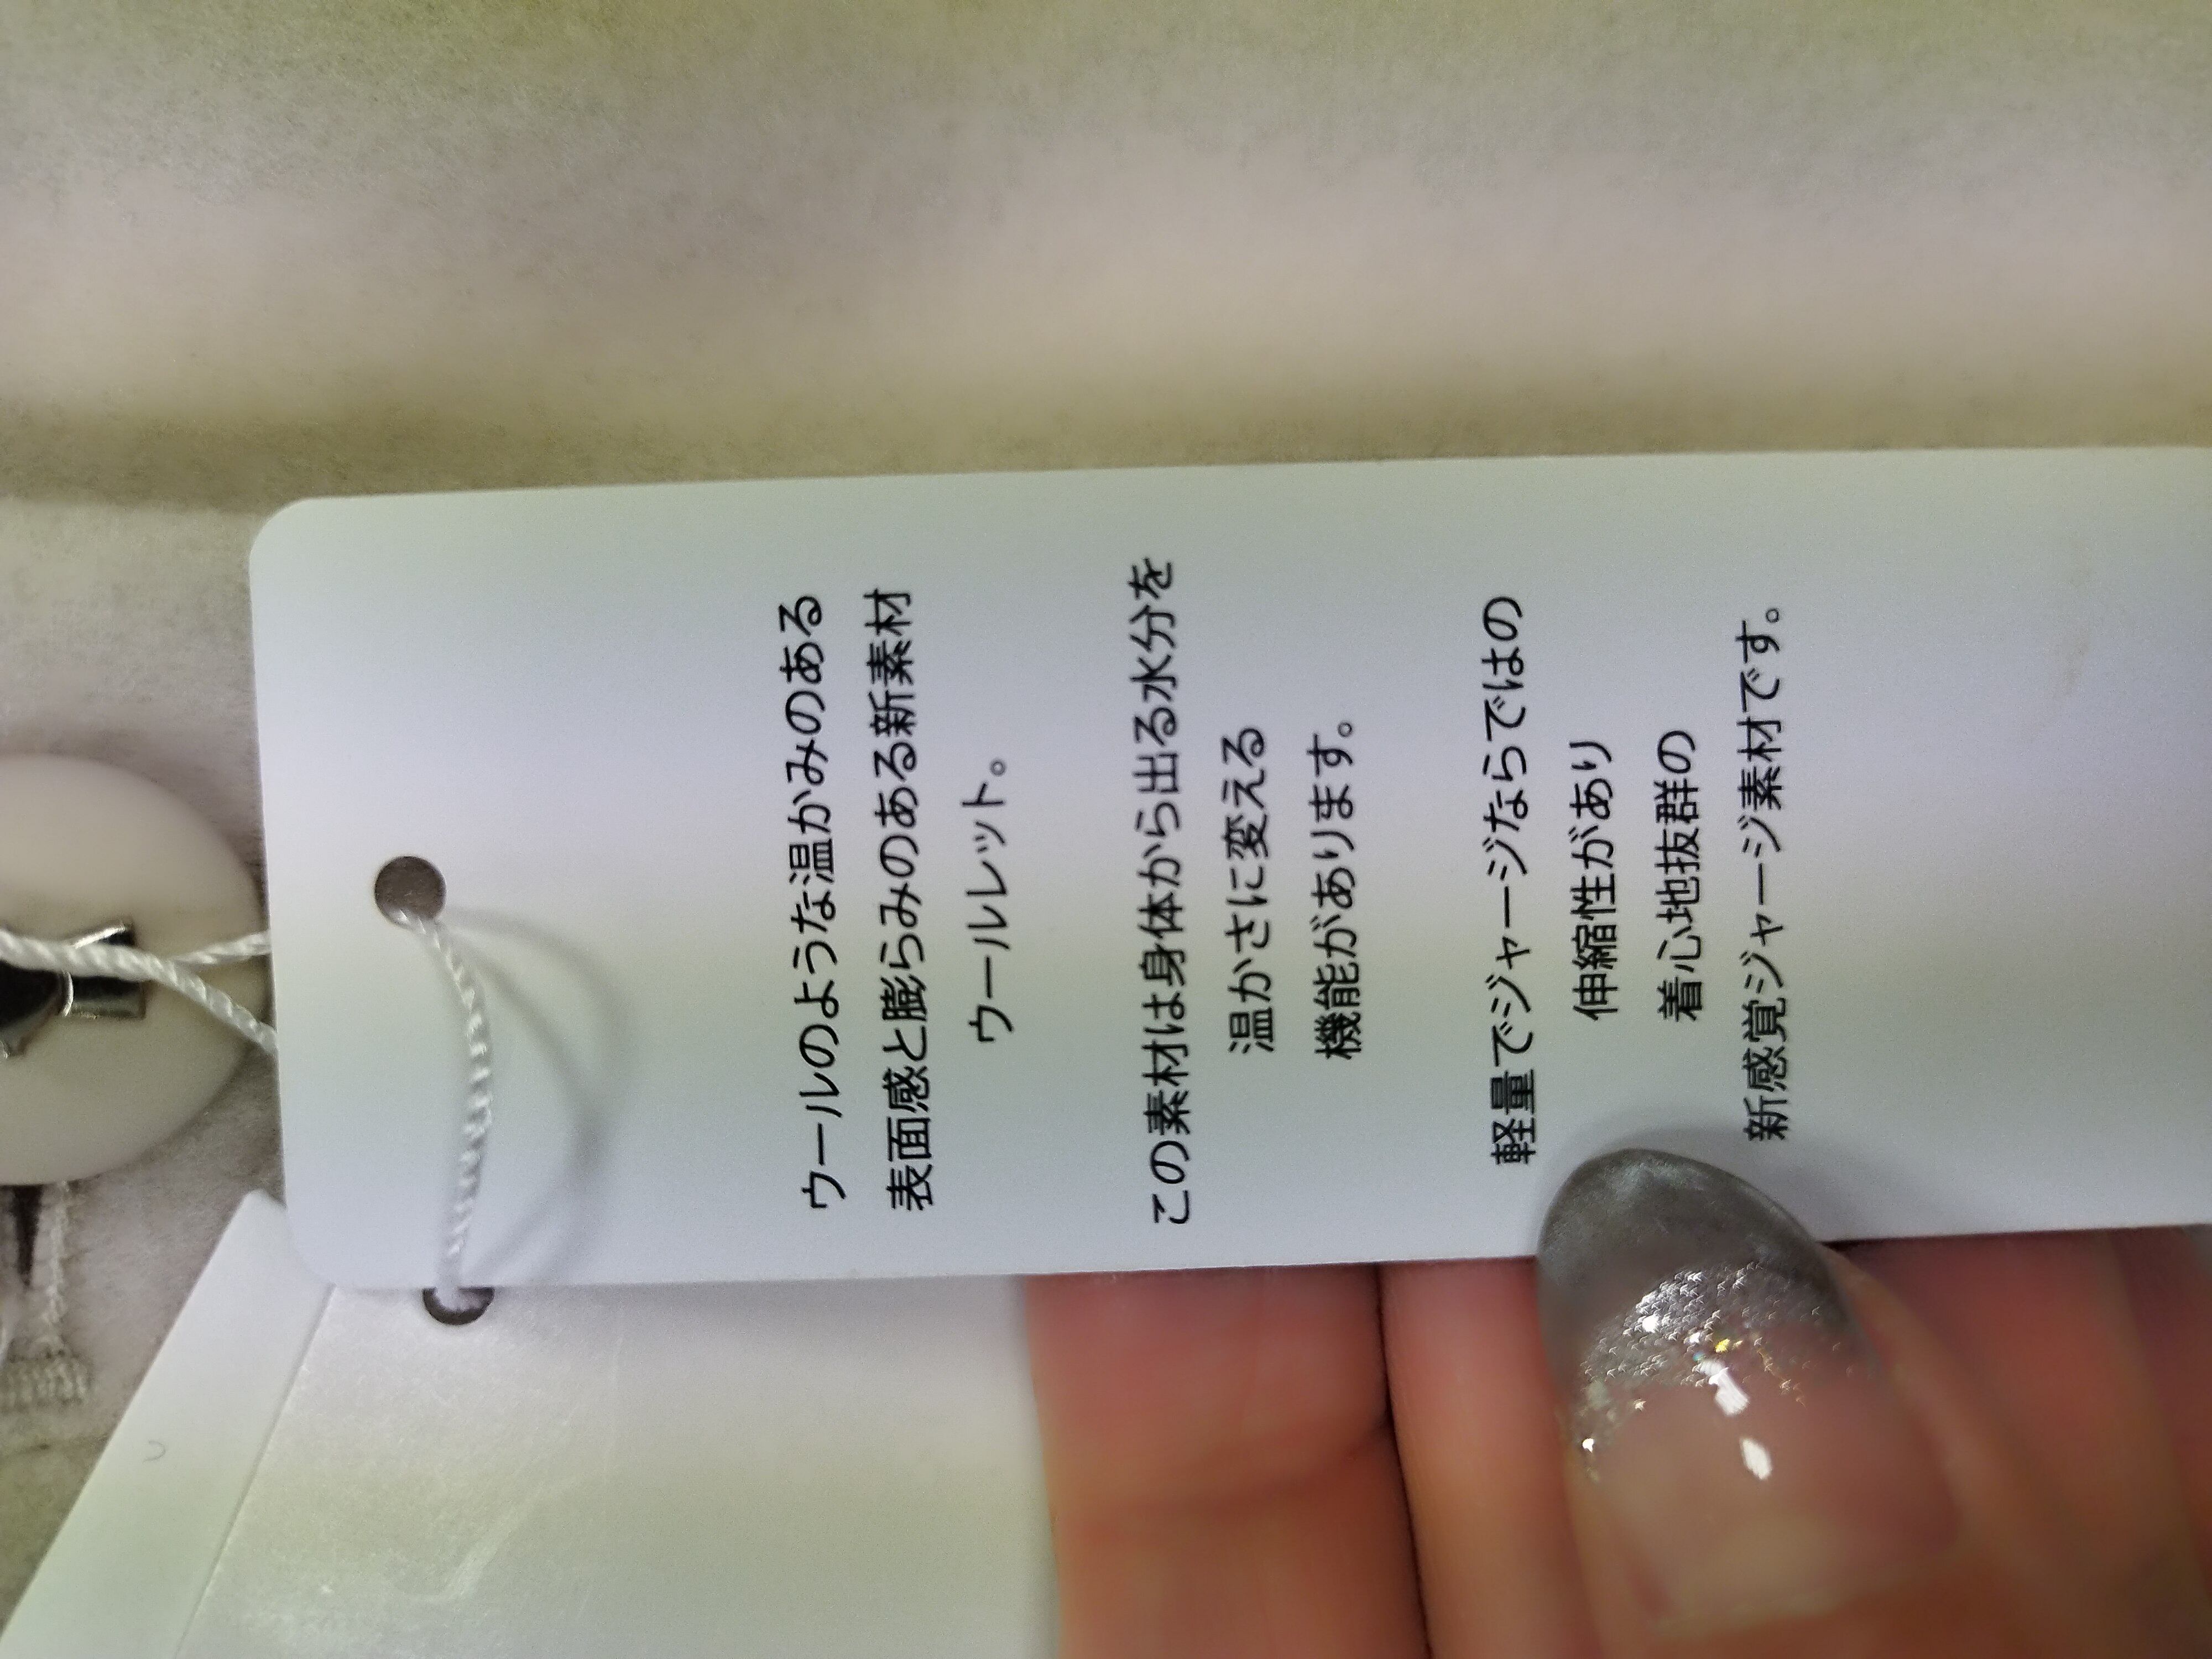 ウールのような温かみのある
表面感と膨らみのある新素材
ウールレット。
この素材は身体から出る水分を
温かさに変える
機能があります。
軽量でジャージならではの
伸縮性があり
着心地抜群の
新感覚ジャージ素材です。